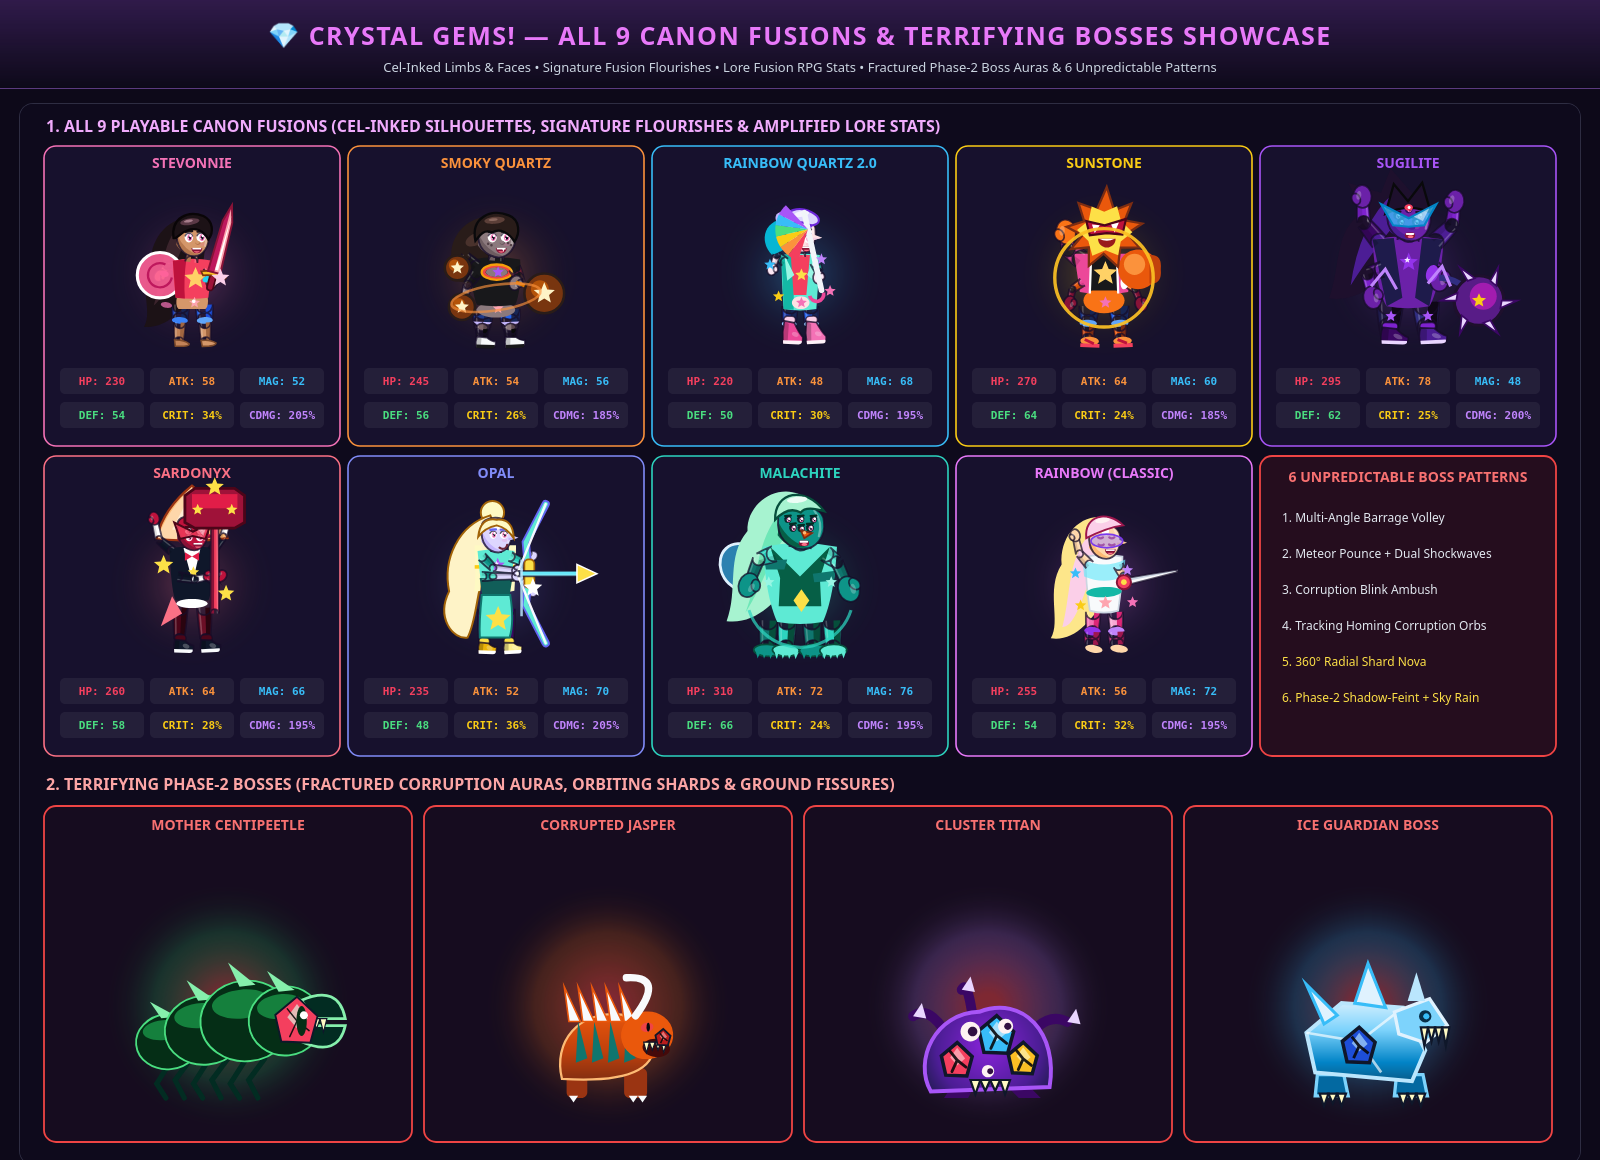 💎 CRYSTAL GEMS! — ALL 9 CANON FUSIONS & TERRIFYING BOSSES SHOWCASE
Cel-Inked Limbs & Faces • Signature Fusion Flourishes • Lore Fusion RPG Stats • Fractured Phase-2 Boss Auras & 6 Unpredictable Patterns
1. ALL 9 PLAYABLE CANON FUSIONS (CEL-INKED SILHOUETTES, SIGNATURE FLOURISHES & AMPLIFIED LORE STATS)
STEVONNIE
HP: 230 ATK: 58 MAG: 52
DEF: 54 CRIT: 34% CDMG: 205%
SMOKY QUARTZ
HP: 245 ATK: 54 MAG: 56
DEF: 56 CRIT: 26% CDMG: 185%
RAINBOW QUARTZ 2.0
HP: 220 ATK: 48 MAG: 68
DEF: 50 CRIT: 30% CDMG: 195%
SUNSTONE
HP: 270 ATK: 64 MAG: 60
DEF: 64 CRIT: 24% CDMG: 185%
SUGILITE
HP: 295 ATK: 78 MAG: 48
DEF: 62 CRIT: 25% CDMG: 200%
SARDONYX
HP: 260 ATK: 64 MAG: 66
DEF: 58 CRIT: 28% CDMG: 195%
OPAL
HP: 235 ATK: 52 MAG: 70
DEF: 48 CRIT: 36% CDMG: 205%
MALACHITE
HP: 310 ATK: 72 MAG: 76
DEF: 66 CRIT: 24% CDMG: 195%
RAINBOW (CLASSIC)
HP: 255 ATK: 56 MAG: 72
DEF: 54 CRIT: 32% CDMG: 195%
6 UNPREDICTABLE BOSS PATTERNS
1. Multi-Angle Barrage Volley
2. Meteor Pounce + Dual Shockwaves
3. Corruption Blink Ambush
4. Tracking Homing Corruption Orbs
5. 360° Radial Shard Nova
6. Phase-2 Shadow-Feint + Sky Rain
2. TERRIFYING PHASE-2 BOSSES (FRACTURED CORRUPTION AURAS, ORBITING SHARDS & GROUND FISSURES)
MOTHER CENTIPEETLE
CORRUPTED JASPER
CLUSTER TITAN
ICE GUARDIAN BOSS